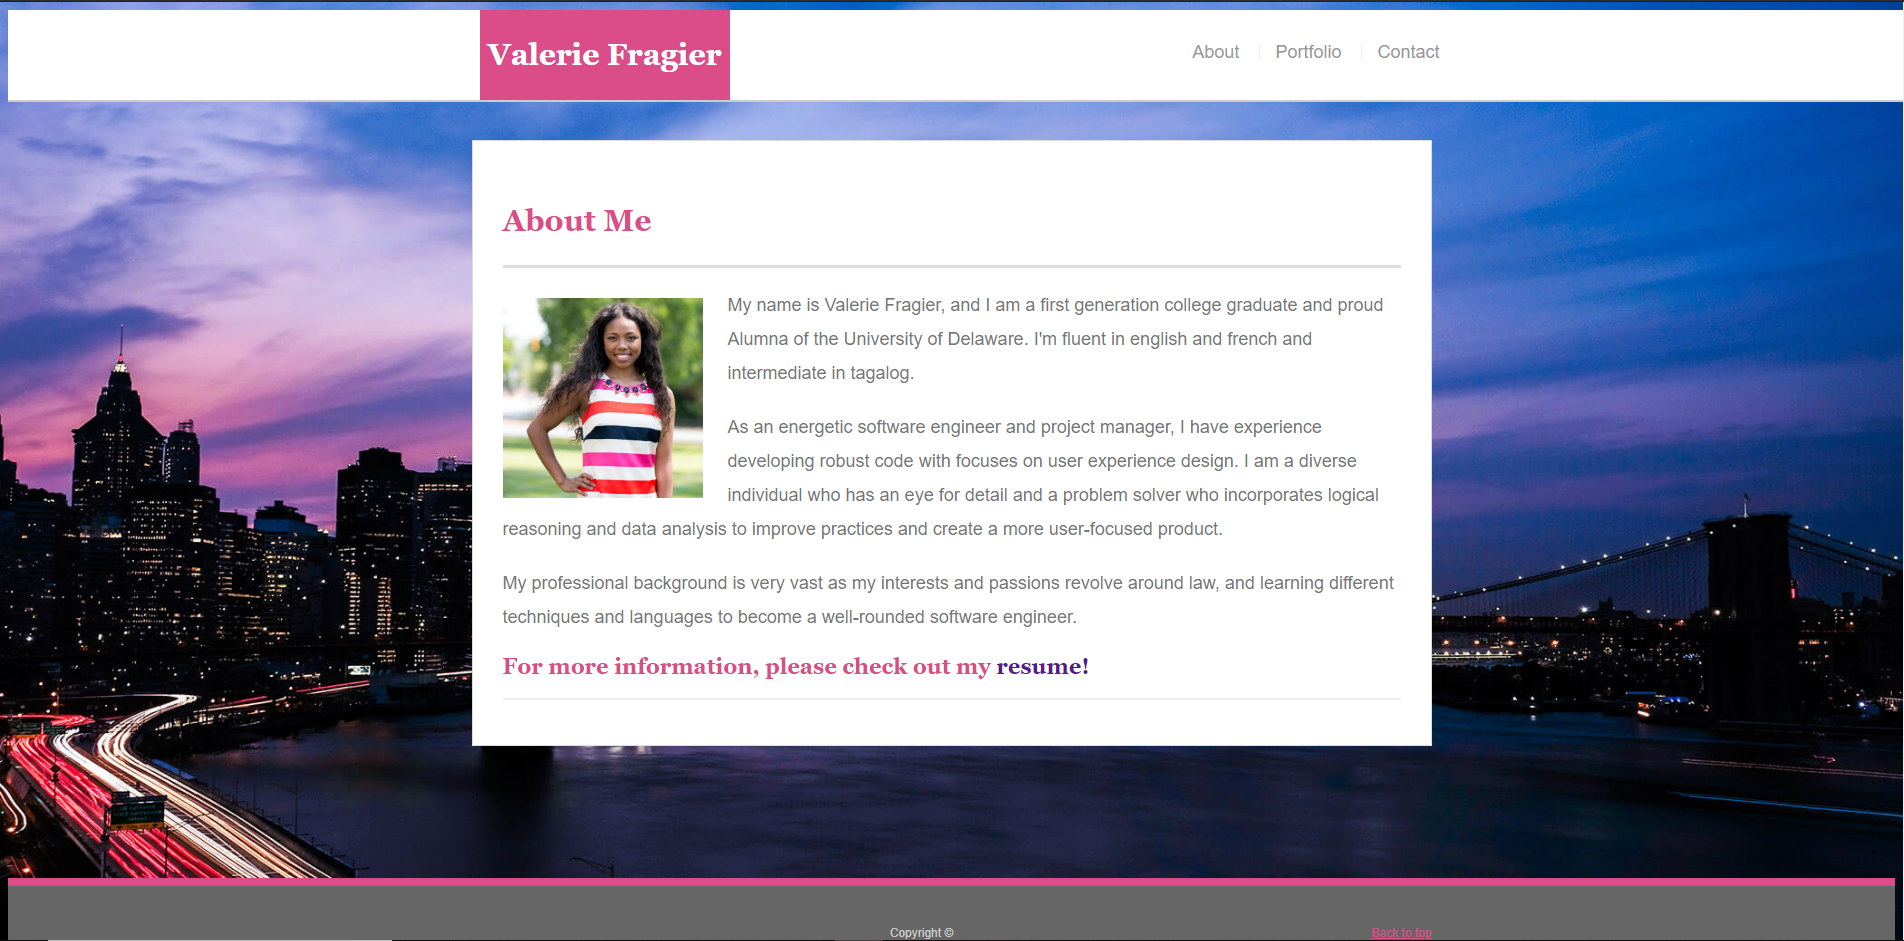 Valerie Fragier
About Portfolio Contact
About Me
My name is Valerie Fragier, and I am a first generation college graduate and proud
Alumna of the University of Delaware. I'm fluent in english and french and
intermediate in tagalog.
As an energetic software engineer and project manager, I have experience
developing robust code with focuses on user experience design. I am a diverse
individual who has an eye for detail and a problem solver who incorporates logical
reasoning and data analysis to improve practices and create a more user-focused product.
My professional background is very vast as my interests and passions revolve around law, and learning different
techniques and languages to become a well-rounded software engineer.
For more information, please check out my resume!
Copyright ©
Back to top